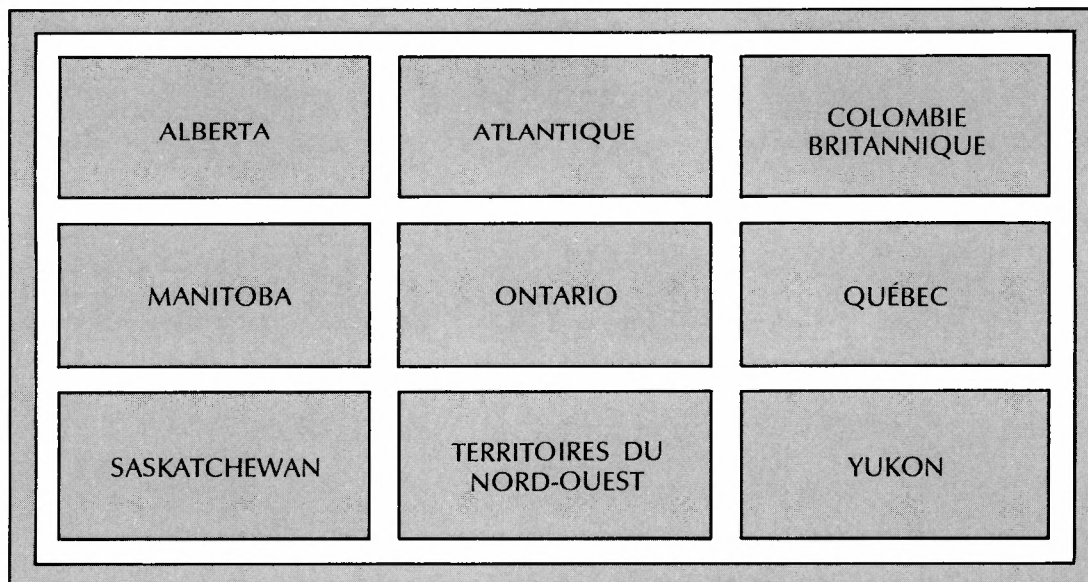 ALBERTA
ATLANTIQUE
COLOMBIE
BRITANNIQUE
MANITOBA
ONTARIO
QUÉBEC
SASKATCHEWAN
TERRITOIRES DU
NORD-OUEST
YUKON